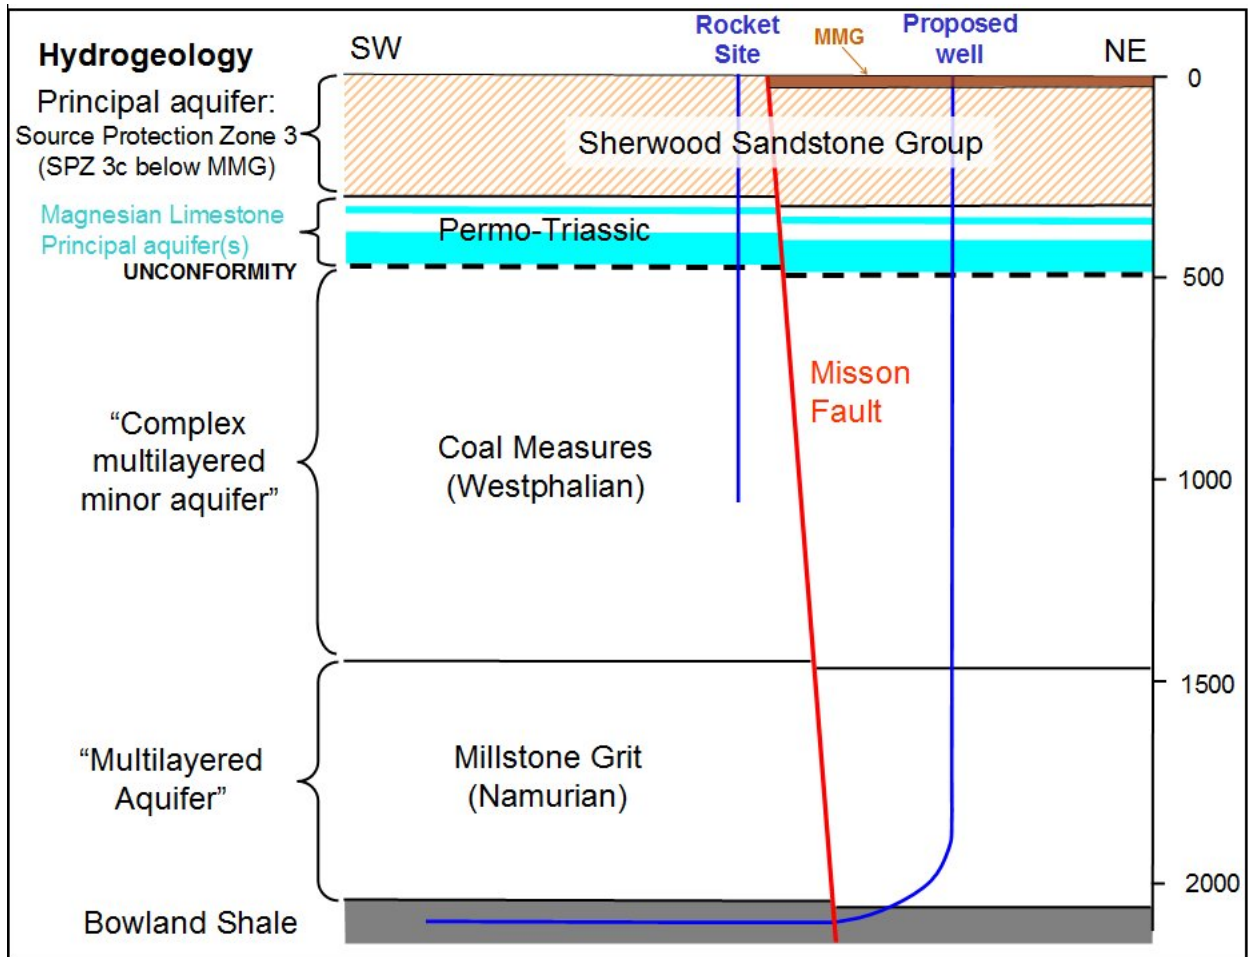 Hydrogeology
SW
Rocket
Site
MMG
Proposed
well
NE
Principal aquifer:
Source Protection Zone 3
(SPZ 3c below MMG)
Sherwood Sandstone Group
0
Magnesian Limestone
Principal aquifer(s)
Permo-Triassic
UNCONFORMITY
500
Misson
Fault
“Complex
multilayered
minor aquifer”
Coal Measures
(Westphalian)
1000
1500
“Multilayered
Aquifer”
Millstone Grit
(Namurian)
2000
Bowland Shale